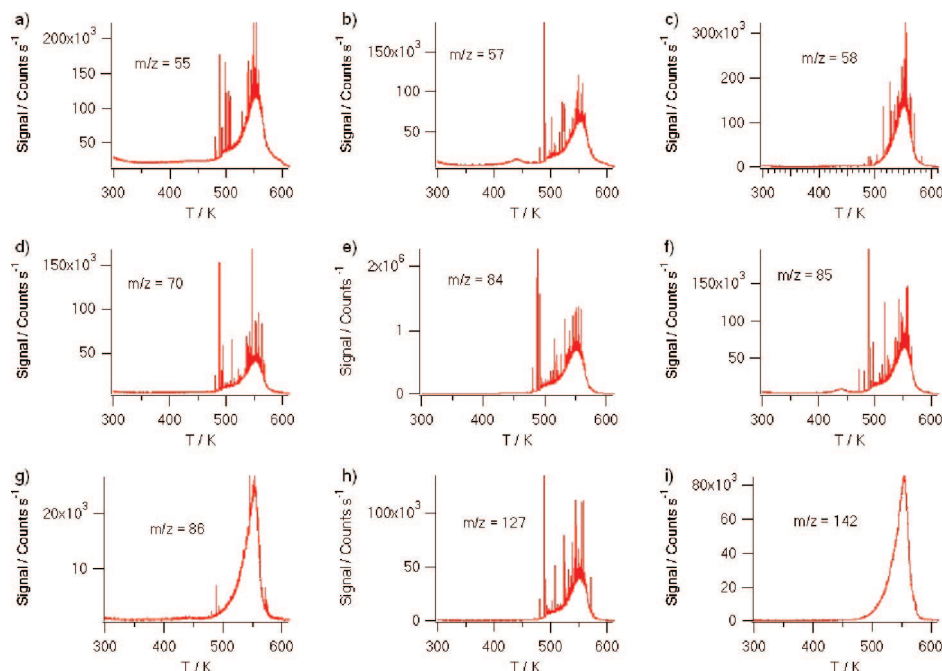 a)
200x10³
150
100
50
Signal / Counts s⁻¹
m/z = 55
300 400 500 600
T / K
b)
150x10³
100
50
Signal / Counts s⁻¹
m/z = 57
300 400 500 600
T / K
c)
300x10³
200
100
0
Signal / Counts s⁻¹
m/z = 58
300 400 500 600
T / K
d)
150x10³
100
50
Signal / Counts s⁻¹
m/z = 70
300 400 500 600
T / K
e)
2x10⁶
1
0
Signal / Counts s⁻¹
m/z = 84
300 400 500 600
T / K
f)
150x10³
100
50
Signal / Counts s⁻¹
m/z = 85
300 400 500 600
T / K
g)
20x10³
10
Signal / Counts s⁻¹
m/z = 86
300 400 500 600
T / K
h)
100x10³
50
0
Signal / Counts s⁻¹
m/z = 127
300 400 500 600
T / K
i)
80x10³
60
40
20
0
Signal / Counts s⁻¹
m/z = 142
300 400 500 600
T / K